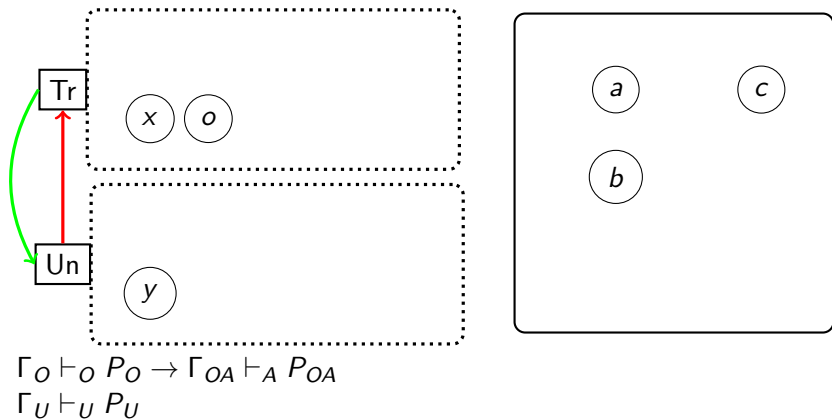 Tr
x o
a c
b
Un
y
Γ_O ⊢_O P_O → Γ_OA ⊢_A P_OA
Γ_U ⊢_U P_U